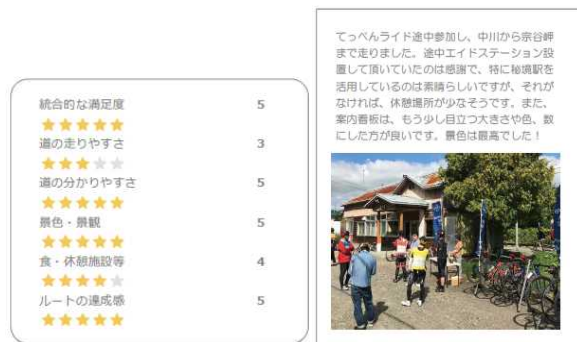 統合的な満足度 5
道の走りやすさ 3
道の分かりやすさ 5
景色・景観 5
食・休憩施設等 4
ルートの達成感 5
てっぺんライド途中参加し、中川から宗谷岬
まで走りました。途中エイドステーション設
置して頂いていたのは感謝で、特に秘境駅を
活用しているのは素晴らしいですが、それが
なければ、休憩場所が少なそうです。また、
案内看板は、もう少し目立つ大きさや色、数
にした方が良いです。景色は最高でした！